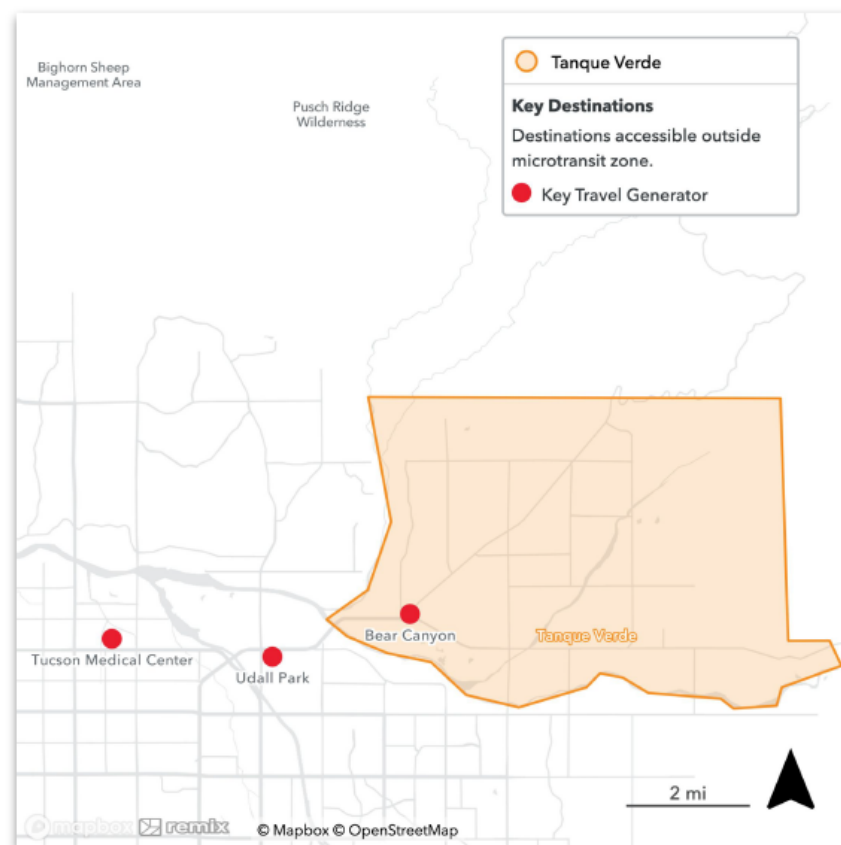 Bighorn Sheep
Management Area
Pusch Ridge
Wilderness
Tanque Verde
Key Destinations
Destinations accessible outside
microtransit zone.
Key Travel Generator
Bear Canyon
Tanque Verde
Tucson Medical Center
Udall Park
2 mi
mapbox remix © Mapbox © OpenStreetMap